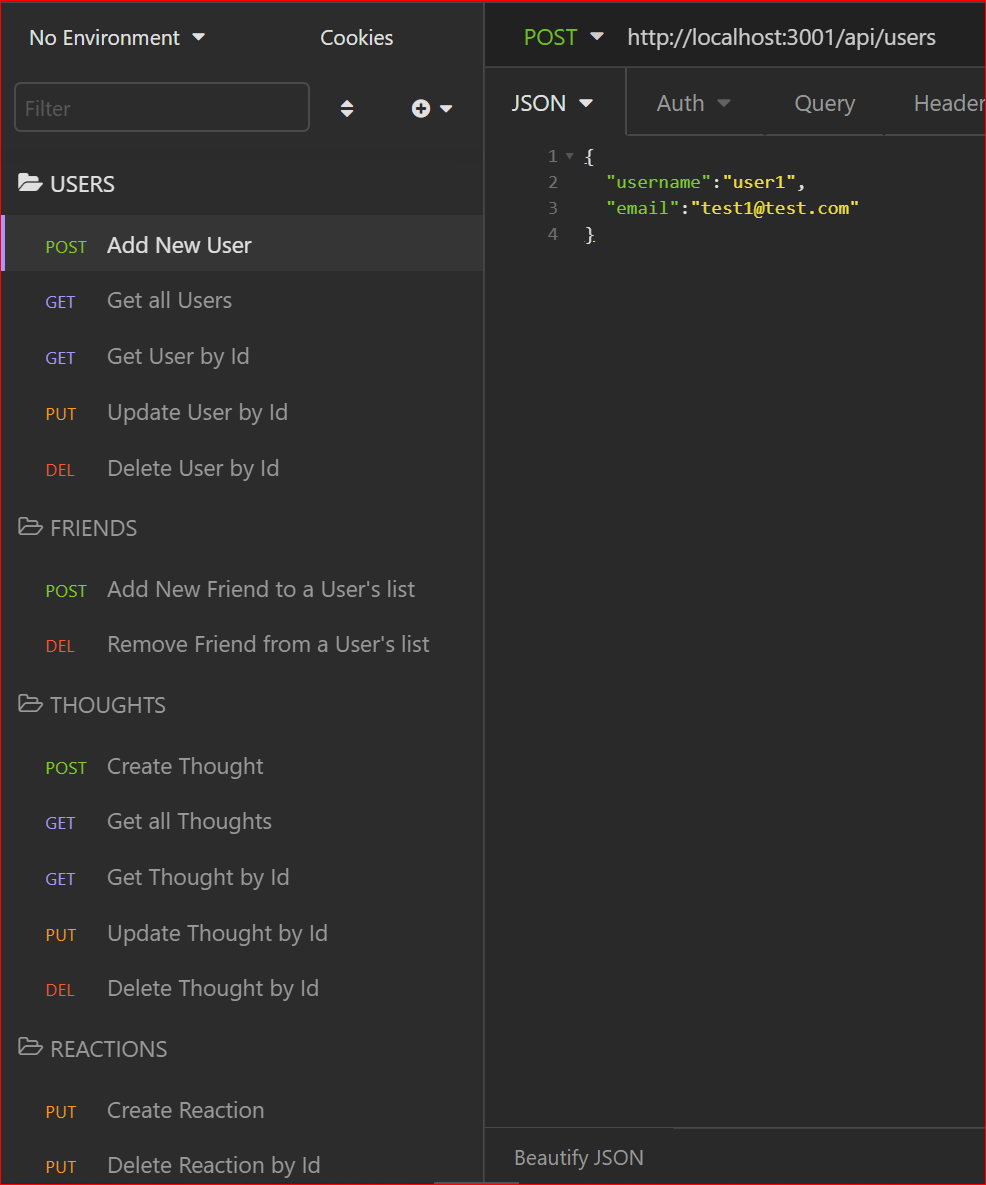 No Environment Cookies
Filter
USERS
POST Add New User
GET Get all Users
GET Get User by Id
PUT Update User by Id
DEL Delete User by Id
FRIENDS
POST Add New Friend to a User's list
DEL Remove Friend from a User's list
THOUGHTS
POST Create Thought
GET Get all Thoughts
GET Get Thought by Id
PUT Update Thought by Id
DEL Delete Thought by Id
REACTIONS
PUT Create Reaction
PUT Delete Reaction by Id
POST http://localhost:3001/api/users
JSON Auth Query Header
1 {
2 "username":"user1",
3 "email":"test1@test.com"
4 }
Beautify JSON